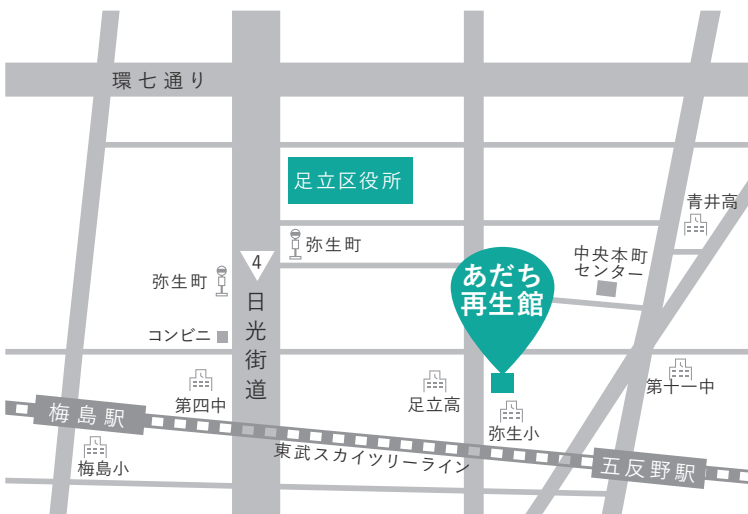 環七通り
足立区役所
青井高
弥生町
中央本町
センター
4
弥生町
あだち
再生館
日光街道
コンビニ
第四中
足立高
第十一中
梅島駅
弥生小
東武スカイツリーライン
五反野駅
梅島小